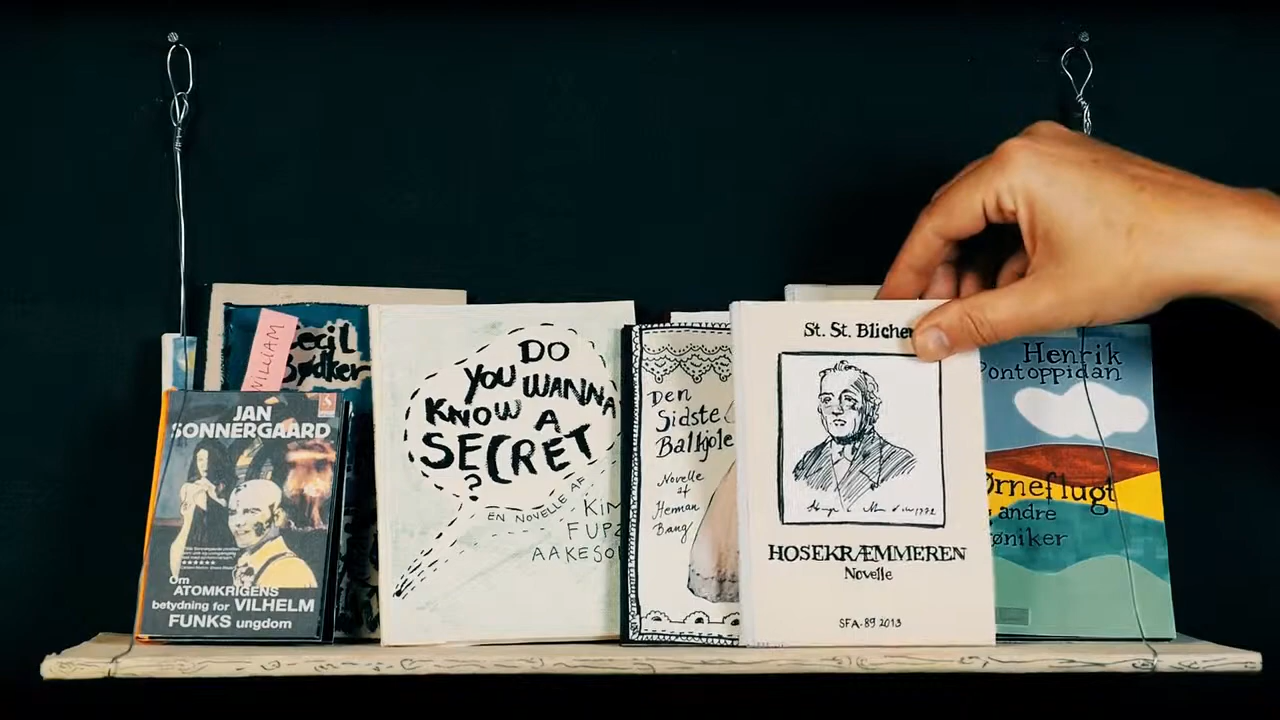 WILLIAM
Cecil
Bødker
JAN
SONNERGAARD
Om
ATOMKRIGENS
betydning for VILHELM
FUNKS ungdom
DO
YOU WANNA
KNOW A
SECRET
?
EN NOVELLE AF
KIM
FUPZ
AAKESO
Den
Sidste
Balkjole
Novelle
af
Herman
Bang
St. St. Blicher
HOSEKRÆMMEREN
Novelle
SFA-89 2013
Henrik
Pontoppidan
Ørneflugt
andre
røniker